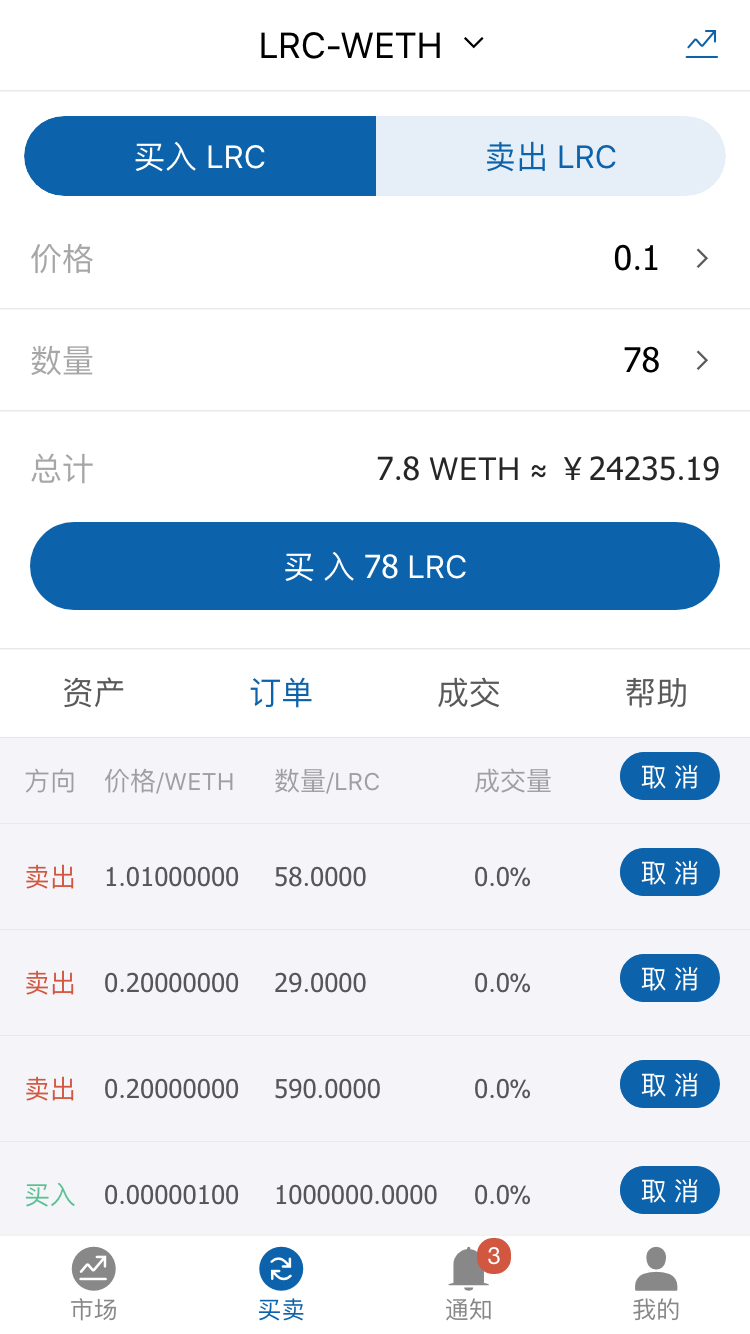 LRC-WETH
买入 LRC 卖出 LRC
价格 0.1
数量 78
总计 7.8 WETH ≈ ￥24235.19
买 入 78 LRC
资产 订单 成交 帮助
方向 价格/WETH 数量/LRC 成交量 取 消
卖出 1.01000000 58.0000 0.0% 取 消
卖出 0.20000000 29.0000 0.0% 取 消
卖出 0.20000000 590.0000 0.0% 取 消
买入 0.00000100 1000000.0000 0.0% 取 消
3
市场 买卖 通知 我的